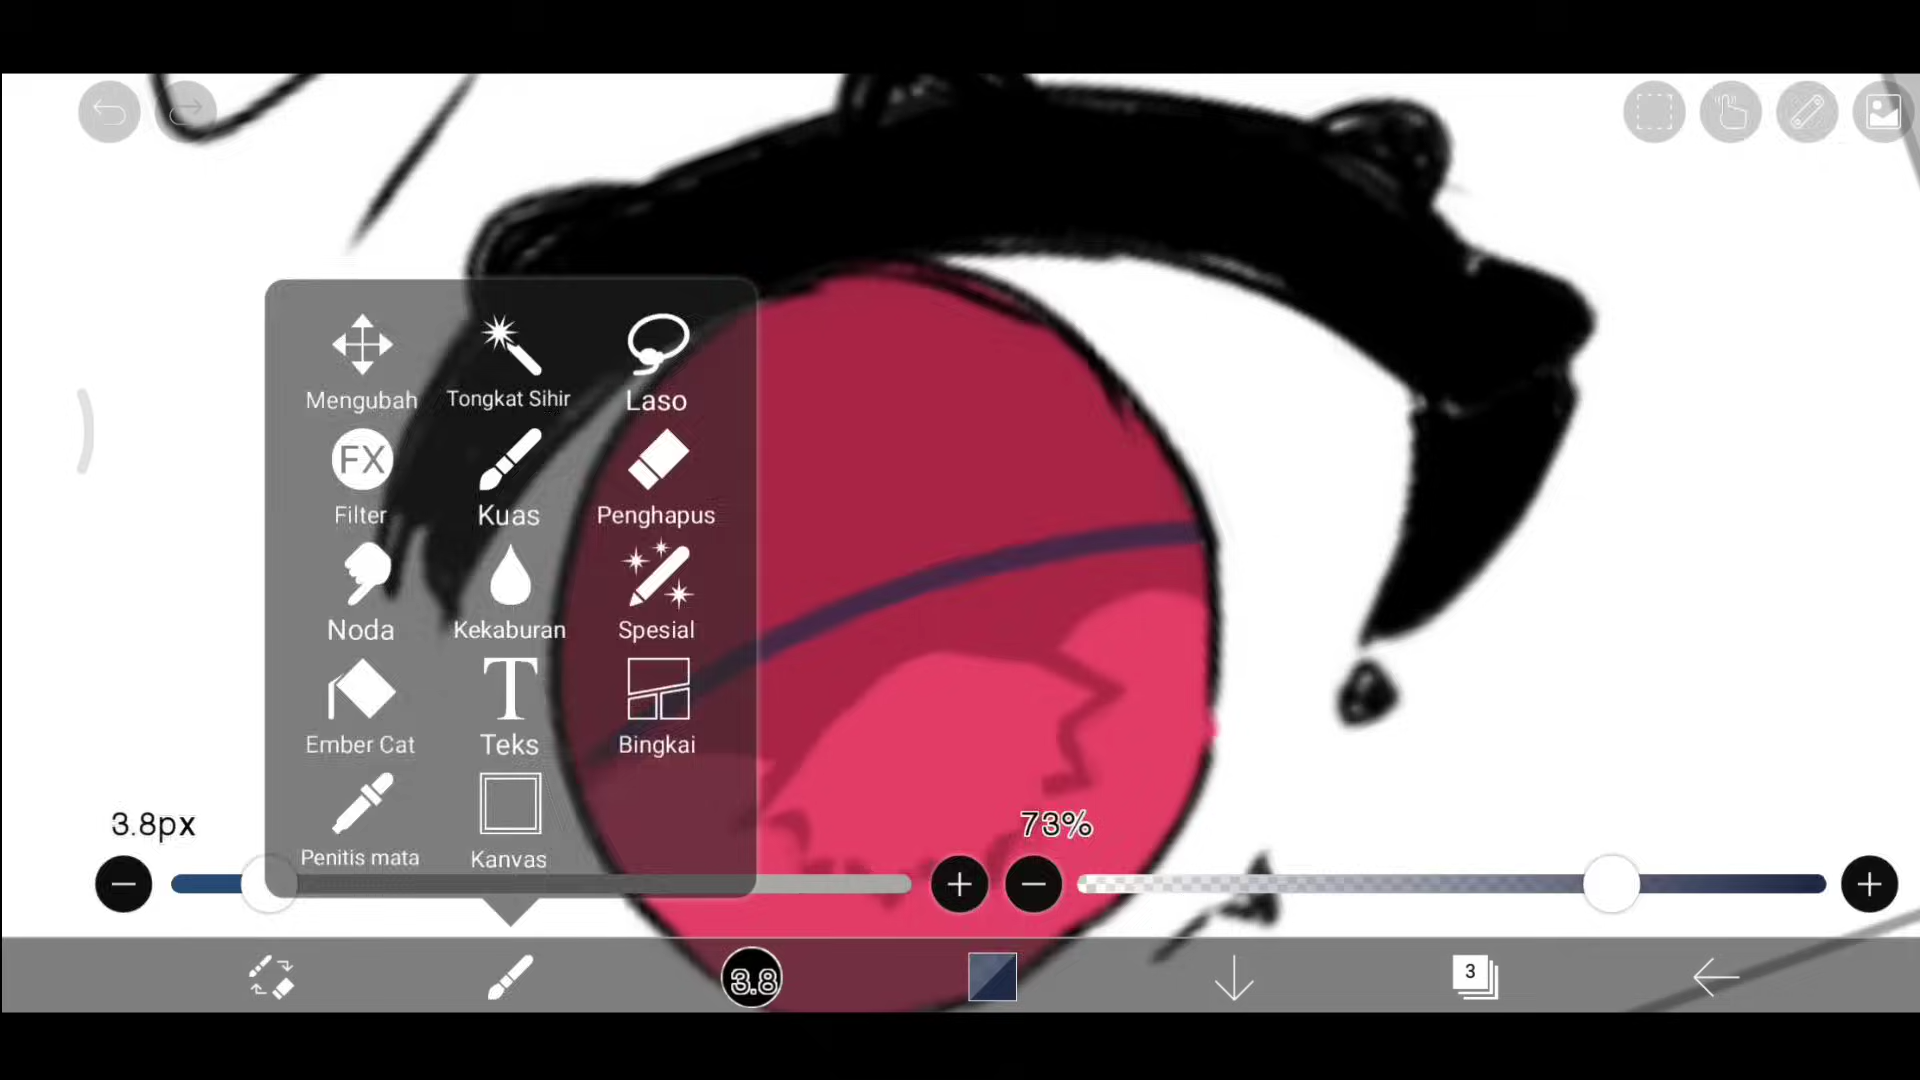 Mengubah Tongkat Sihir Laso
FX
Filter Kuas Penghapus
Noda Kekaburan Spesial
T
Ember Cat Teks Bingkai
Penitis mata Kanvas
3.8px 73%
3.8 3